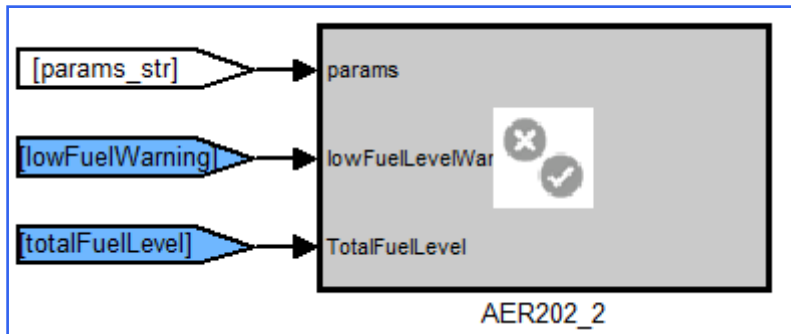 [params_str]
params
[lowFuelWarning]
lowFuelLevelWar
[totalFuelLevel]
TotalFuelLevel
AER202_2